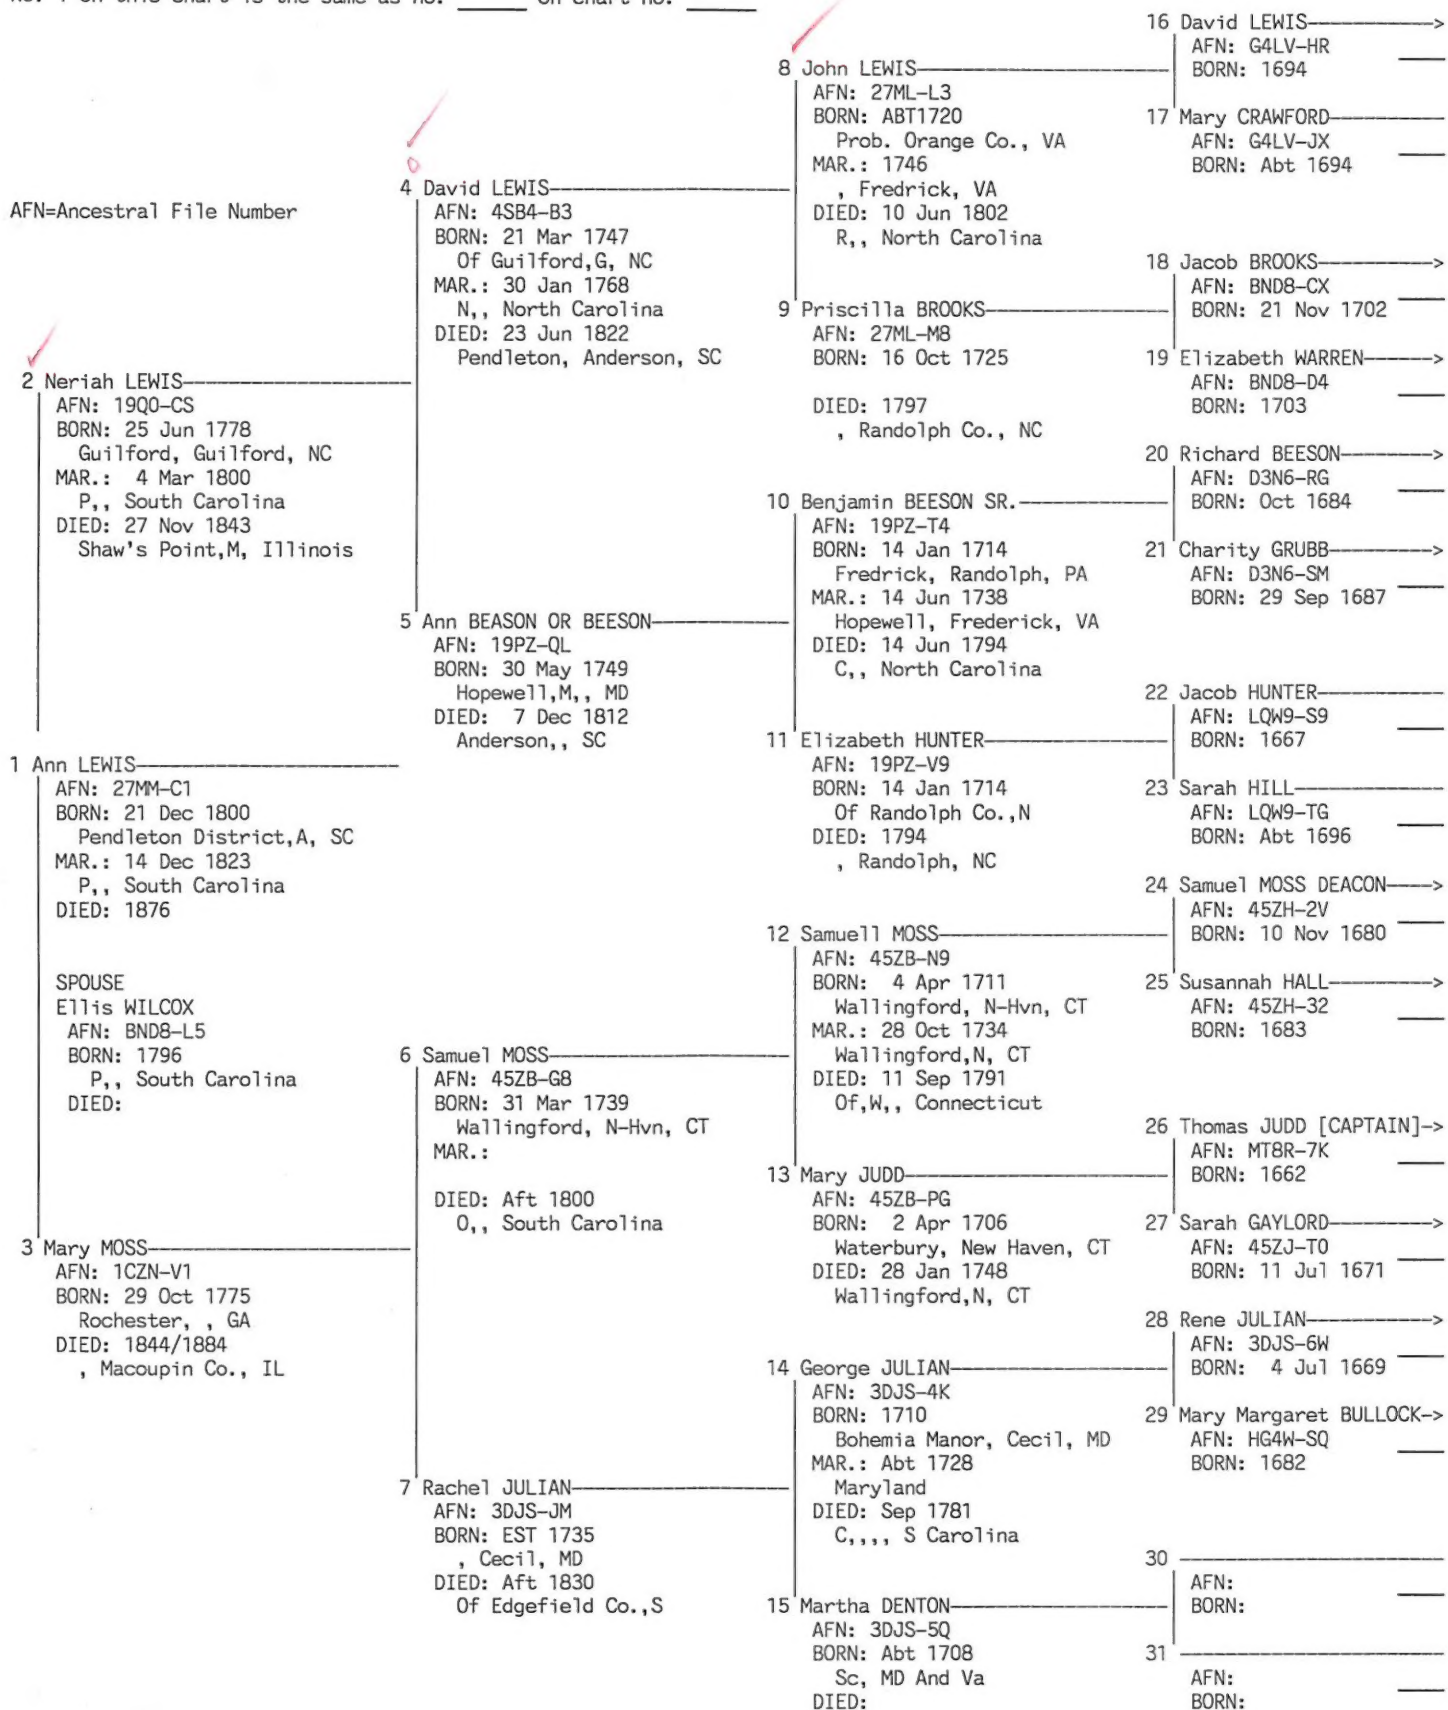 No. 1 on this chart is the same as no. _____ on chart no. _____
AFN=Ancestral File Number
1 Ann LEWIS
AFN: 27MM-C1
BORN: 21 Dec 1800
Pendleton District,A, SC
MAR.: 14 Dec 1823
P,, South Carolina
DIED: 1876
SPOUSE
Ellis WILCOX
AFN: BND8-L5
BORN: 1796
P,, South Carolina
DIED:
2 Neriah LEWIS
AFN: 19Q0-CS
BORN: 25 Jun 1778
Guilford, Guilford, NC
MAR.: 4 Mar 1800
P,, South Carolina
DIED: 27 Nov 1843
Shaw's Point,M, Illinois
3 Mary MOSS
AFN: 1CZN-V1
BORN: 29 Oct 1775
Rochester, , GA
DIED: 1844/1884
, Macoupin Co., IL
4 David LEWIS
AFN: 4SB4-B3
BORN: 21 Mar 1747
Of Guilford,G, NC
MAR.: 30 Jan 1768
N,, North Carolina
DIED: 23 Jun 1822
Pendleton, Anderson, SC
5 Ann BEASON OR BEESON
AFN: 19PZ-QL
BORN: 30 May 1749
Hopewell,M,, MD
DIED: 7 Dec 1812
Anderson,, SC
6 Samuel MOSS
AFN: 45ZB-G8
BORN: 31 Mar 1739
Wallingford, N-Hvn, CT
MAR.:
DIED: Aft 1800
O,, South Carolina
7 Rachel JULIAN
AFN: 3DJS-JM
BORN: EST 1735
, Cecil, MD
DIED: Aft 1830
Of Edgefield Co.,S
8 John LEWIS
AFN: 27ML-L3
BORN: ABT1720
Prob. Orange Co., VA
MAR.: 1746
, Fredrick, VA
DIED: 10 Jun 1802
R,, North Carolina
9 Priscilla BROOKS
AFN: 27ML-M8
BORN: 16 Oct 1725
DIED: 1797
, Randolph Co., NC
10 Benjamin BEESON SR.
AFN: 19PZ-T4
BORN: 14 Jan 1714
Fredrick, Randolph, PA
MAR.: 14 Jun 1738
Hopewell, Frederick, VA
DIED: 14 Jun 1794
C,, North Carolina
11 Elizabeth HUNTER
AFN: 19PZ-V9
BORN: 14 Jan 1714
Of Randolph Co.,N
DIED: 1794
, Randolph, NC
12 Samuell MOSS
AFN: 45ZB-N9
BORN: 4 Apr 1711
Wallingford, N-Hvn, CT
MAR.: 28 Oct 1734
Wallingford,N, CT
DIED: 11 Sep 1791
Of,W,, Connecticut
13 Mary JUDD
AFN: 45ZB-PG
BORN: 2 Apr 1706
Waterbury, New Haven, CT
DIED: 28 Jan 1748
Wallingford,N, CT
14 George JULIAN
AFN: 3DJS-4K
BORN: 1710
Bohemia Manor, Cecil, MD
MAR.: Abt 1728
Maryland
DIED: Sep 1781
C,,,, S Carolina
15 Martha DENTON
AFN: 3DJS-5Q
BORN: Abt 1708
Sc, MD And Va
DIED:
16 David LEWIS
AFN: G4LV-HR
BORN: 1694
17 Mary CRAWFORD
AFN: G4LV-JX
BORN: Abt 1694
18 Jacob BROOKS
AFN: BND8-CX
BORN: 21 Nov 1702
19 Elizabeth WARREN
AFN: BND8-D4
BORN: 1703
20 Richard BEESON
AFN: D3N6-RG
BORN: Oct 1684
21 Charity GRUBB
AFN: D3N6-SM
BORN: 29 Sep 1687
22 Jacob HUNTER
AFN: LQW9-S9
BORN: 1667
23 Sarah HILL
AFN: LQW9-TG
BORN: Abt 1696
24 Samuel MOSS DEACON
AFN: 45ZH-2V
BORN: 10 Nov 1680
25 Susannah HALL
AFN: 45ZH-32
BORN: 1683
26 Thomas JUDD [CAPTAIN]
AFN: MT8R-7K
BORN: 1662
27 Sarah GAYLORD
AFN: 45ZJ-T0
BORN: 11 Jul 1671
28 Rene JULIAN
AFN: 3DJS-6W
BORN: 4 Jul 1669
29 Mary Margaret BULLOCK
AFN: HG4W-SQ
BORN: 1682
30
AFN:
BORN:
31
AFN:
BORN: